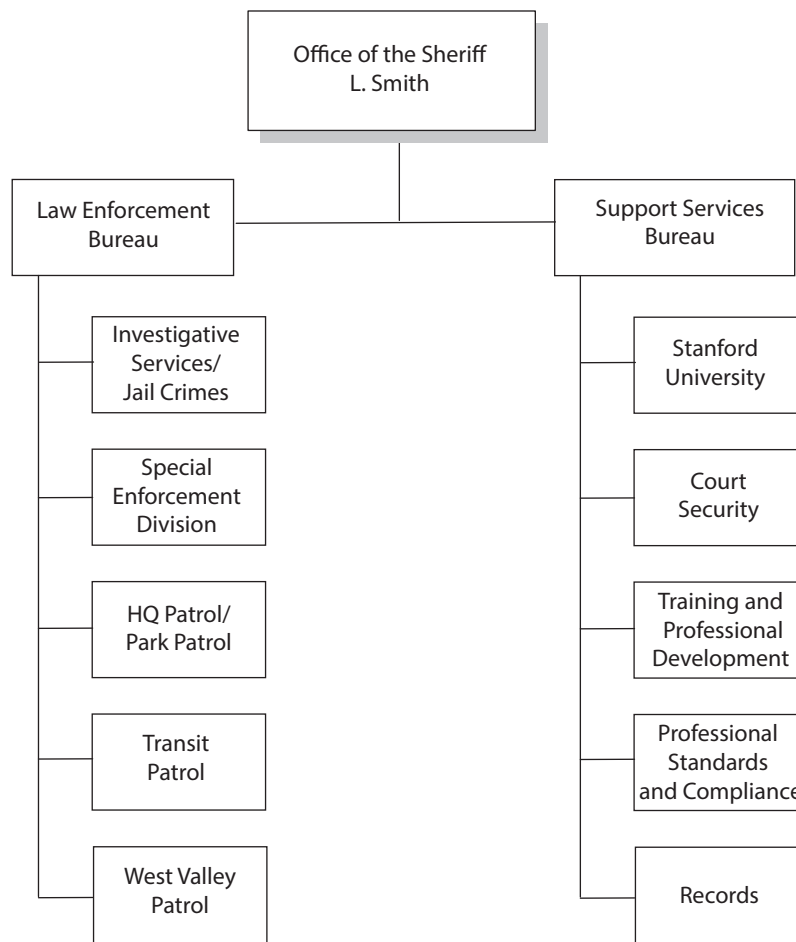 Office of the Sheriff
L. Smith
Law Enforcement
Bureau
Investigative
Services/
Jail Crimes
Special
Enforcement
Division
HQ Patrol/
Park Patrol
Transit
Patrol
West Valley
Patrol
Support Services
Bureau
Stanford
University
Court
Security
Training and
Professional
Development
Professional
Standards
and Compliance
Records